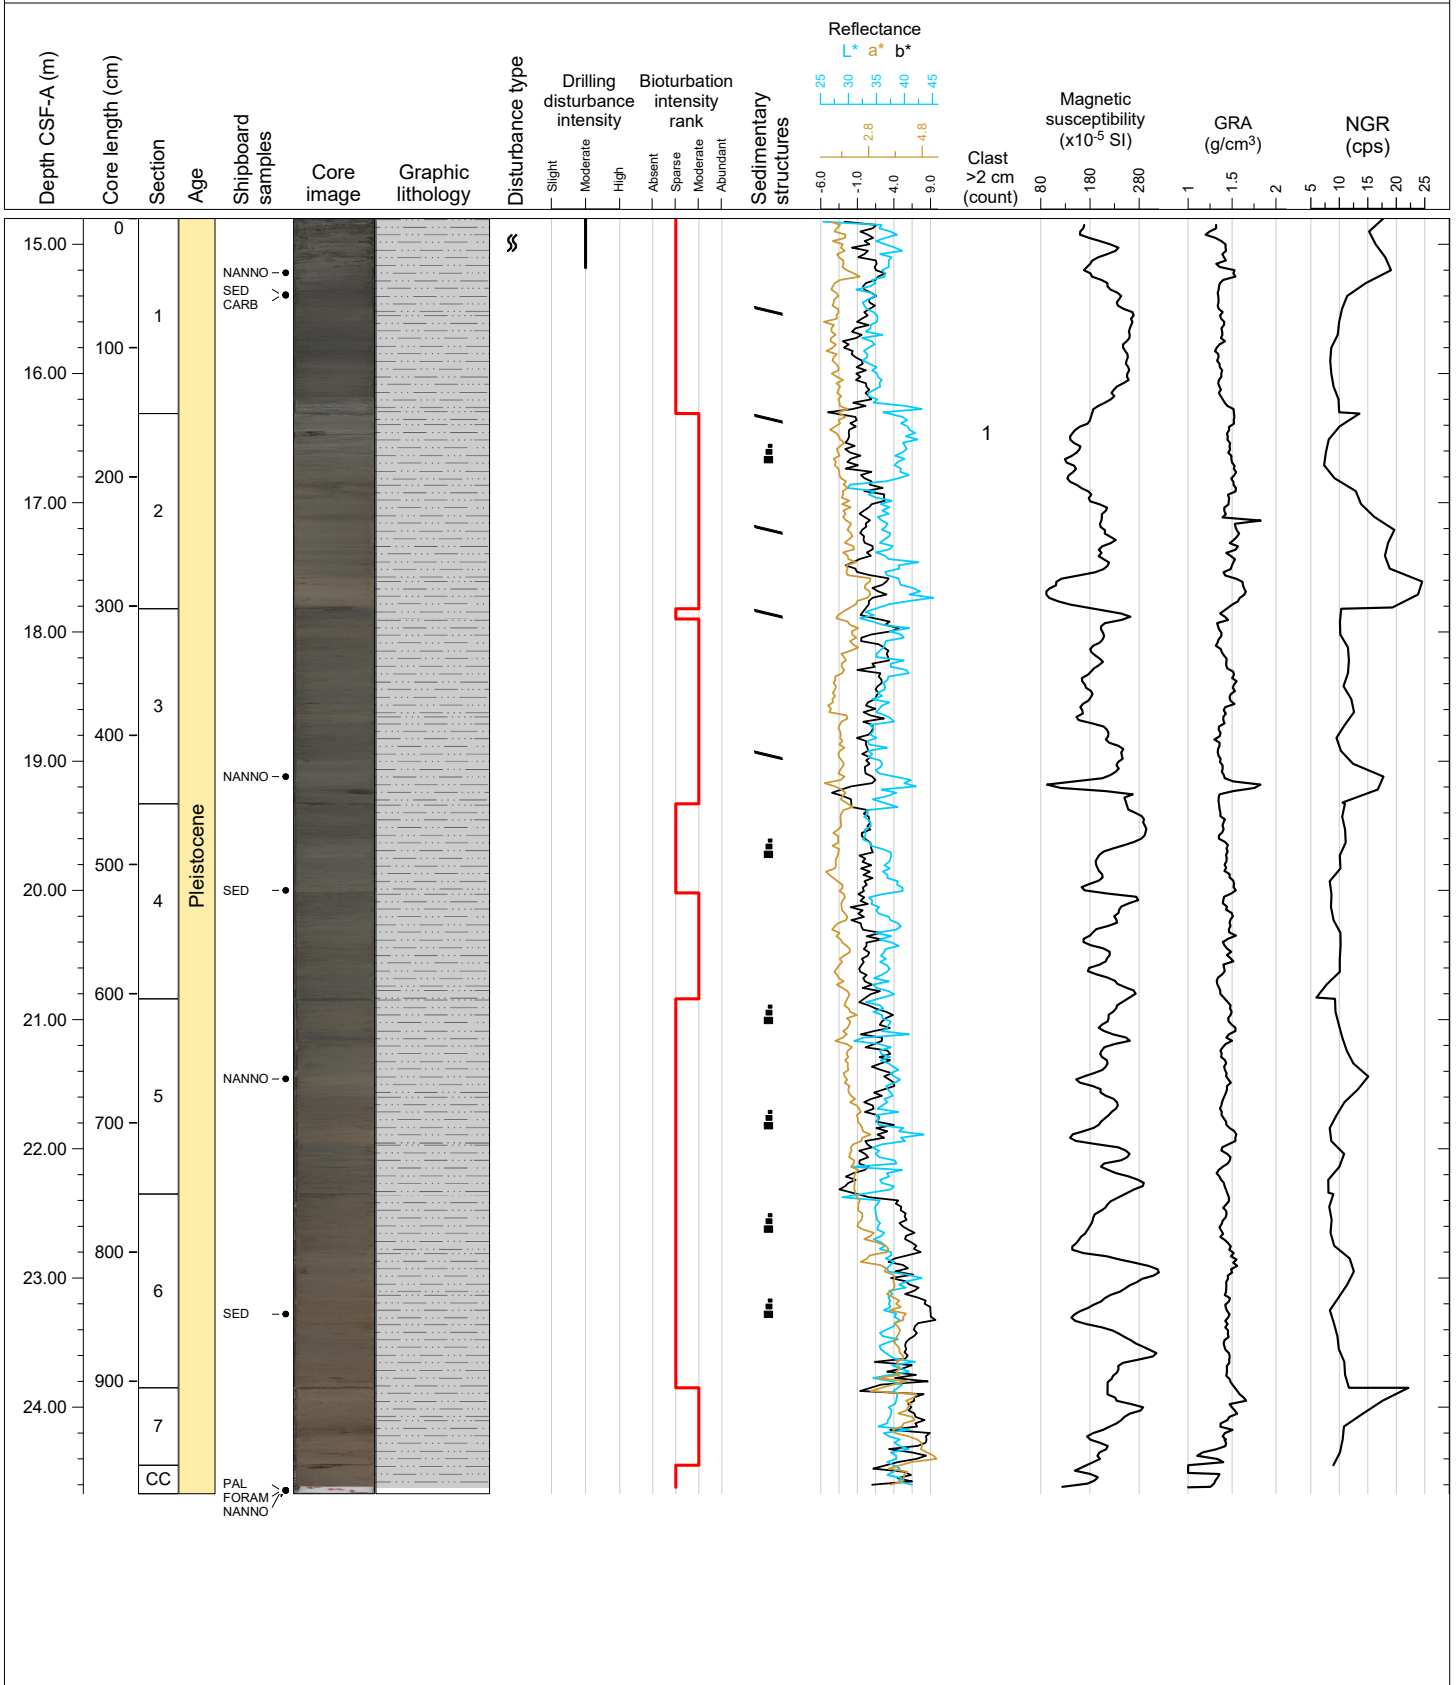 Depth CSF-A (m)
Core length (cm)
Section
Age
Shipboard
samples
Core
image
Graphic
lithology
Disturbance type
Drilling
disturbance
intensity
Slight
Moderate
High
Bioturbation
intensity
rank
Absent
Sparse
Moderate
Abundant
Sedimentary
structures
Reflectance
L* a* b*
25 30 35 40 45
2.8 4.8
-6.0 -1.0 4.0 9.0
Clast
>2 cm
(count)
Magnetic
susceptibility
(x10-5 SI)
80 180 280
GRA
(g/cm³)
1 1.5 2
NGR
(cps)
5 10 15 20 25
0
15.00
NANNO
SED
CARB
1
100
16.00
1
200
17.00
2
300
18.00
3
400
19.00
NANNO
Pleistocene
500
20.00
SED
4
600
21.00
NANNO
5
700
22.00
800
23.00
6
SED
900
24.00
7
CC
PAL
FORAM
NANNO